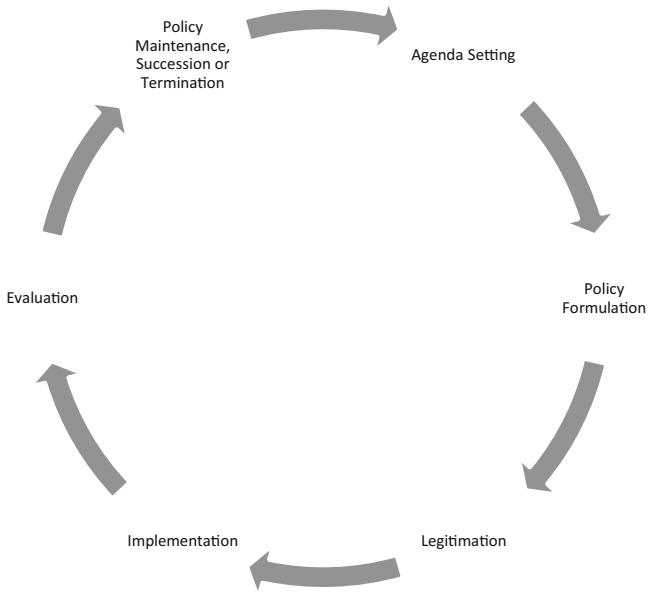 Policy
Maintenance,
Succession or
Termination
Agenda Setting
Policy
Formulation
Legitimation
Implementation
Evaluation